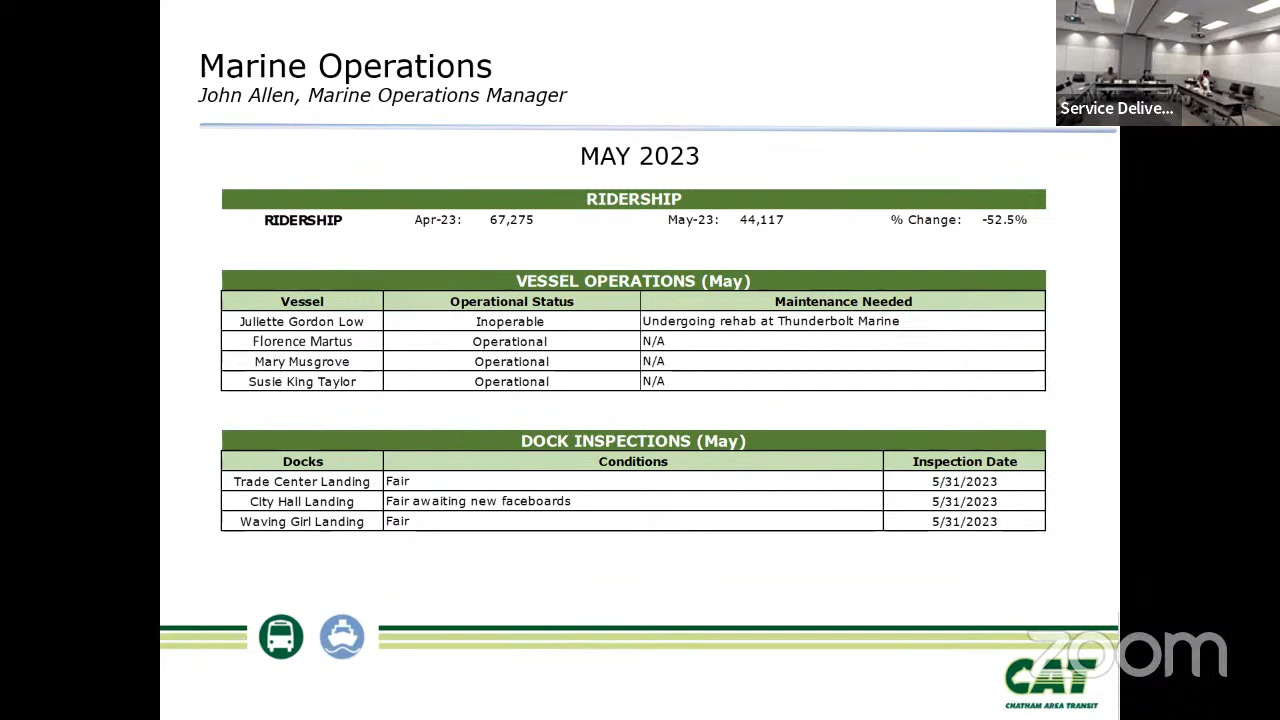 Marine Operations
John Allen, Marine Operations Manager
Service Delive...
MAY 2023
RIDERSHIP
RIDERSHIP Apr-23: 67,275 May-23: 44,117 % Change: -52.5%
VESSEL OPERATIONS (May)
Vessel Operational Status Maintenance Needed
Juliette Gordon Low Inoperable Undergoing rehab at Thunderbolt Marine
Florence Martus Operational N/A
Mary Musgrove Operational N/A
Susie King Taylor Operational N/A
DOCK INSPECTIONS (May)
Docks Conditions Inspection Date
Trade Center Landing Fair 5/31/2023
City Hall Landing Fair awaiting new faceboards 5/31/2023
Waving Girl Landing Fair 5/31/2023
zoom
CAT
CHATHAM AREA TRANSIT